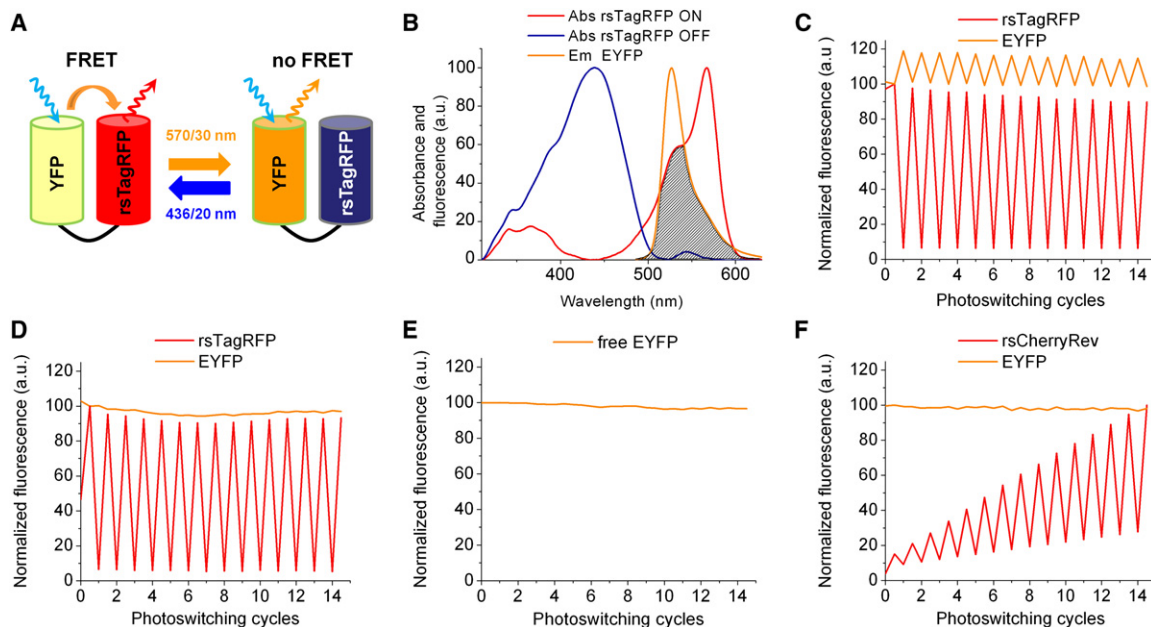 A
FRET
no FRET
YFP
rsTagRFP
570/30 nm
436/20 nm
YFP
rsTagRFP
B
Abs rsTagRFP ON
Abs rsTagRFP OFF
Em EYFP
Absorbance and
fluorescence (a.u.)
100
80
60
40
20
0
400
500
600
Wavelength (nm)
C
rsTagRFP
EYFP
Normalized fluorescence (a.u)
120
100
80
60
40
20
0
0 2 4 6 8 10 12 14
Photoswitching cycles
D
rsTagRFP
EYFP
Normalized fluorescence (a.u.)
120
100
80
60
40
20
0
0 2 4 6 8 10 12 14
Photoswitching cycles
E
free EYFP
Normalized fluorescence (a.u.)
120
100
80
60
40
20
0
0 2 4 6 8 10 12 14
Photoswitching cycles
F
rsCherryRev
EYFP
Normalized fluorescence (a.u.)
120
100
80
60
40
20
0
0 2 4 6 8 10 12 14
Photoswitching cycles